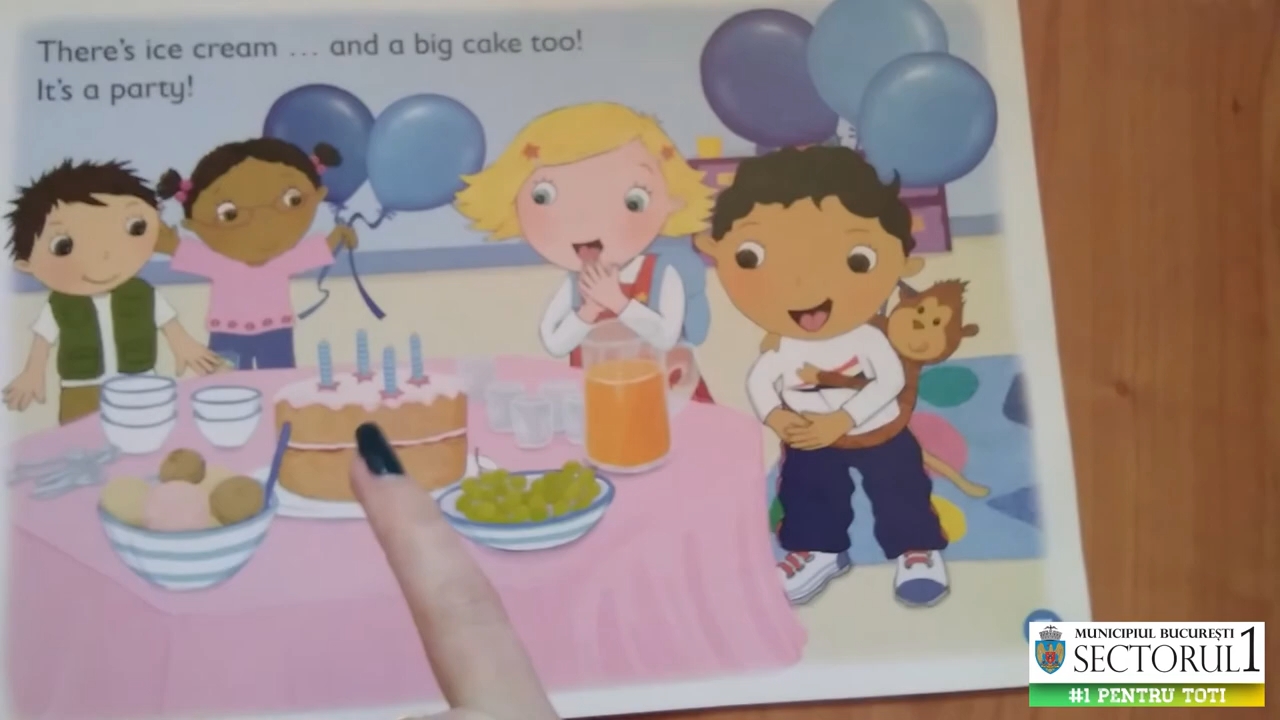 There's ice cream ... and a big cake too!
It's a party!
MUNICIPIUL BUCUREȘTI
SECTORUL 1
#1 PENTRU TOTI